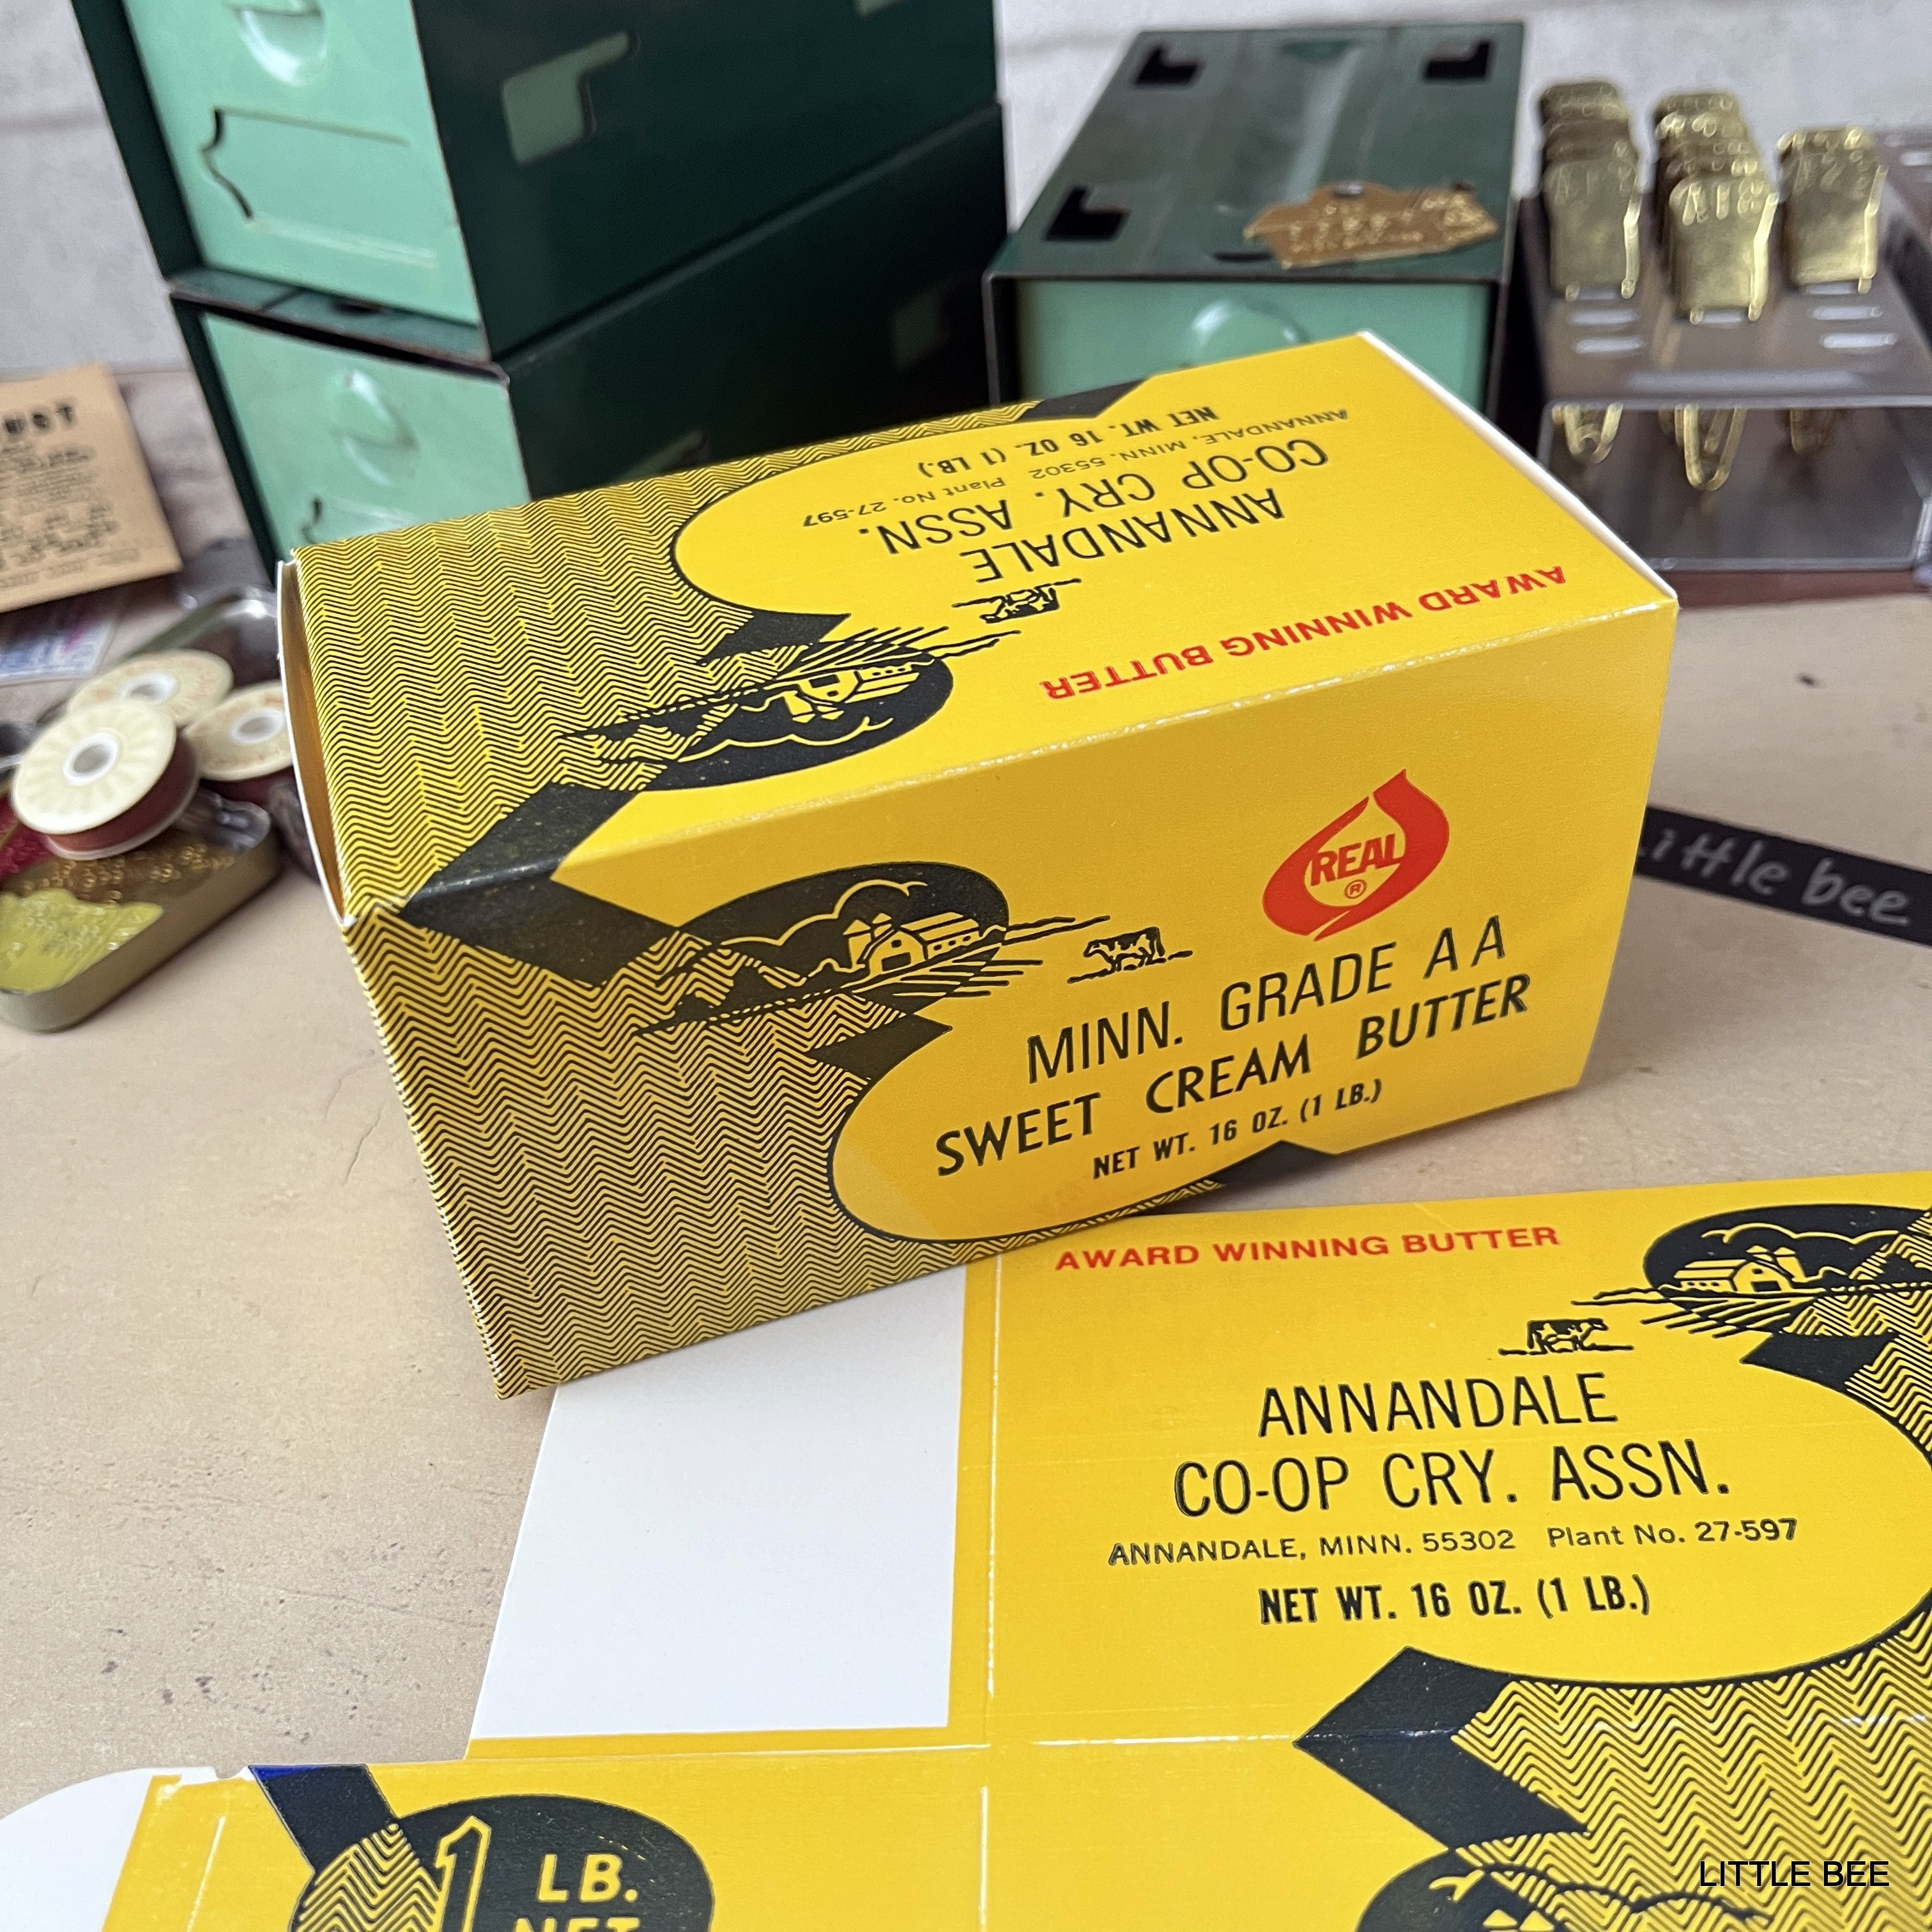 NET WT. 16 OZ. (1 LB.)
ANNANDALE, MINN. 55302 Plant No. 27-597
CO-OP CRY. ASSN.
ANNANDALE
AWARD WINNING BUTTER
REAL
®
MINN. GRADE AA
SWEET CREAM BUTTER
NET WT. 16 OZ. (1 LB.)
Little bee
AWARD WINNING BUTTER
ANNANDALE
CO-OP CRY. ASSN.
ANNANDALE, MINN. 55302 Plant No. 27-597
NET WT. 16 OZ. (1 LB.)
1 LB.
NET
LITTLE BEE